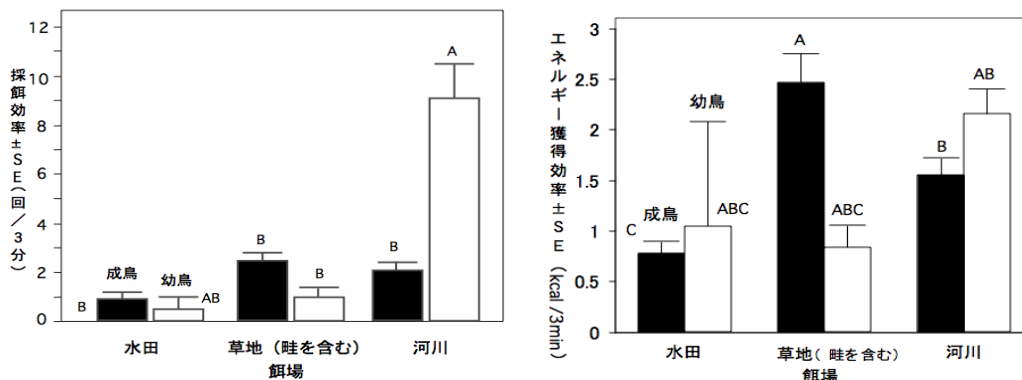 採餌効率±SE(回／3分)
12
10
8
6
4
2
0
A
B
成鳥
幼鳥
AB
B
B
B
水田
草地（畦を含む）
河川
餌場
エネルギー獲得効率±SE (kcal/3min)
3
2.5
2
1.5
1
0.5
0
A
幼鳥
AB
B
C
成鳥
ABC
ABC
水田
草地( 畦を含む)
河川
餌場